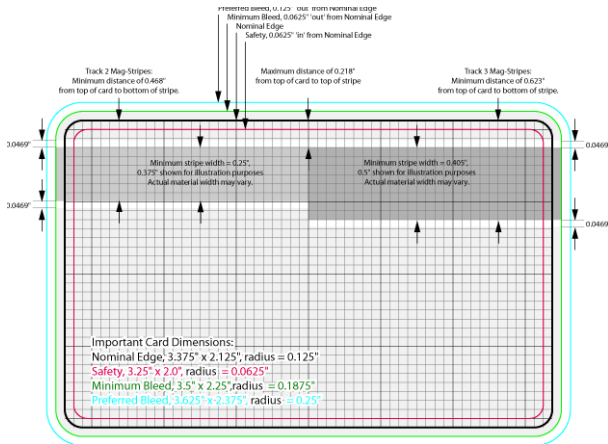 Preferred Bleed, 0.125" 'out' from Nominal Edge
Minimum Bleed, 0.0625" 'out' from Nominal Edge
Nominal Edge
Safety, 0.0625" 'in' from Nominal Edge
Track 2 Mag-Stripes:
Minimum distance of 0.468"
from top of card to bottom of stripe.
Maximum distance of 0.218"
from top of card to top of stripe
Track 3 Mag-Stripes:
Minimum distance of 0.623"
from top of card to bottom of stripe.
0.0469"
0.0469"
Minimum stripe width = 0.25",
0.375" shown for illustration purposes
Actual material width may vary.
Minimum stripe width = 0.405",
0.5" shown for illustration purposes
Actual material width may vary.
0.0469"
0.0469"
Important Card Dimensions:
Nominal Edge, 3.375" x 2.125", radius = 0.125"
Safety, 3.25" x 2.0", radius = 0.0625"
Minimum Bleed, 3.5" x 2.25",radius = 0.1875"
Preferred Bleed, 3.625" x 2.375", radius = 0.25"